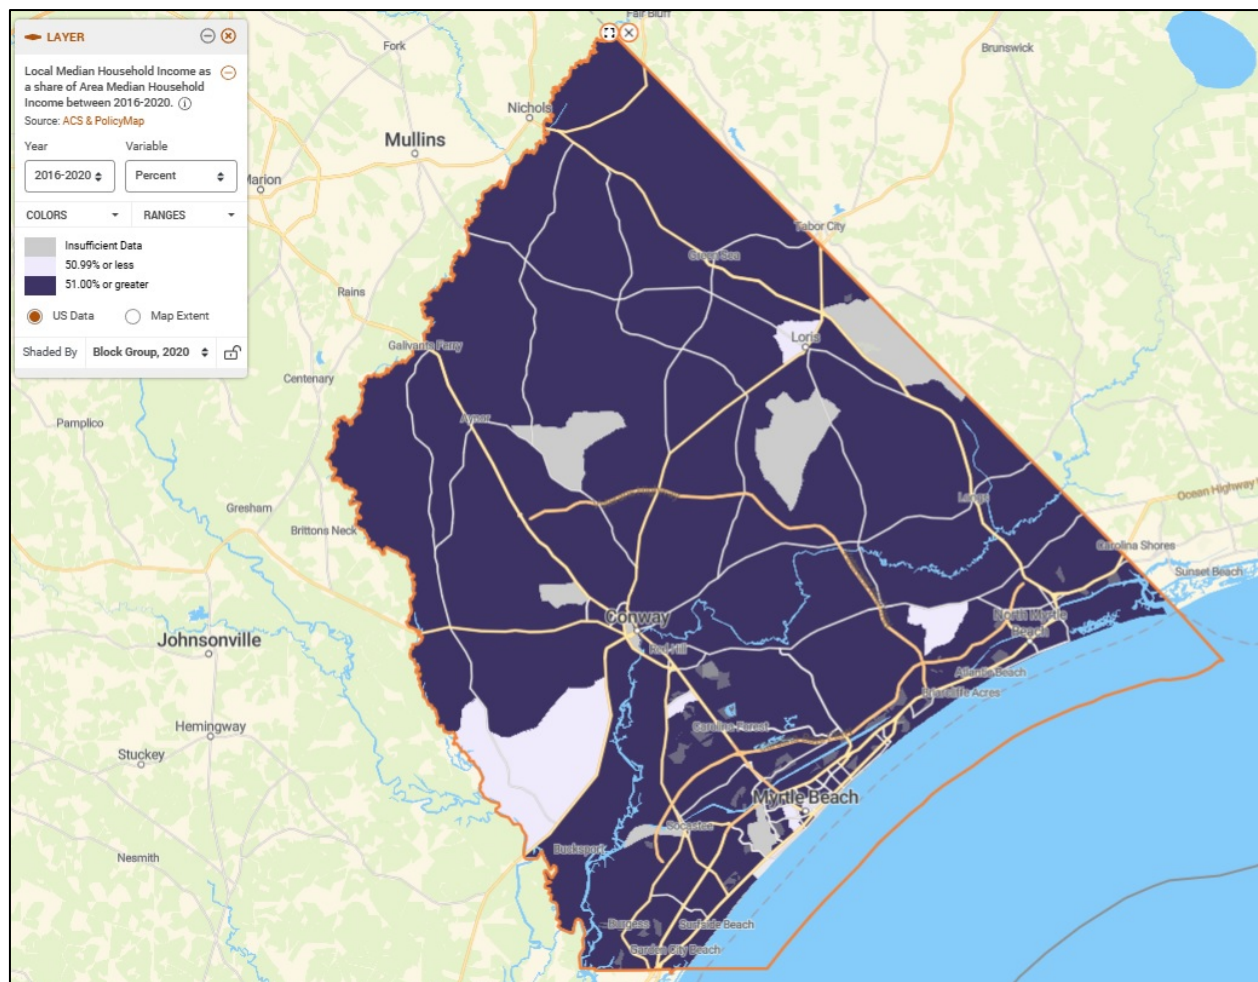 LAYER
Local Median Household Income as
a share of Area Median Household
Income between 2016-2020.
Source: ACS & PolicyMap
Year Variable
2016-2020 Percent
COLORS RANGES
Insufficient Data
50.99% or less
51.00% or greater
US Data Map Extent
Shaded By Block Group, 2020
Fair Bluff
Fork
Brunswick
Nichols
Mullins
Marion
Tabor City
Green Sea
Rains
Loris
Galivants Ferry
Centenary
Aynor
Pamplico
Longs
Ocean Highway
Gresham
Brittons Neck
Carolina Shores
Sunset Beach
Conway
North Myrtle
Beach
Johnsonville
Red Hill
Atlantic Beach
Briarcliffe Acres
Hemingway
Carolina Forest
Stuckey
Myrtle Beach
Socastee
Bucksport
Nesmith
Burgess
Surfside Beach
Garden City Beach